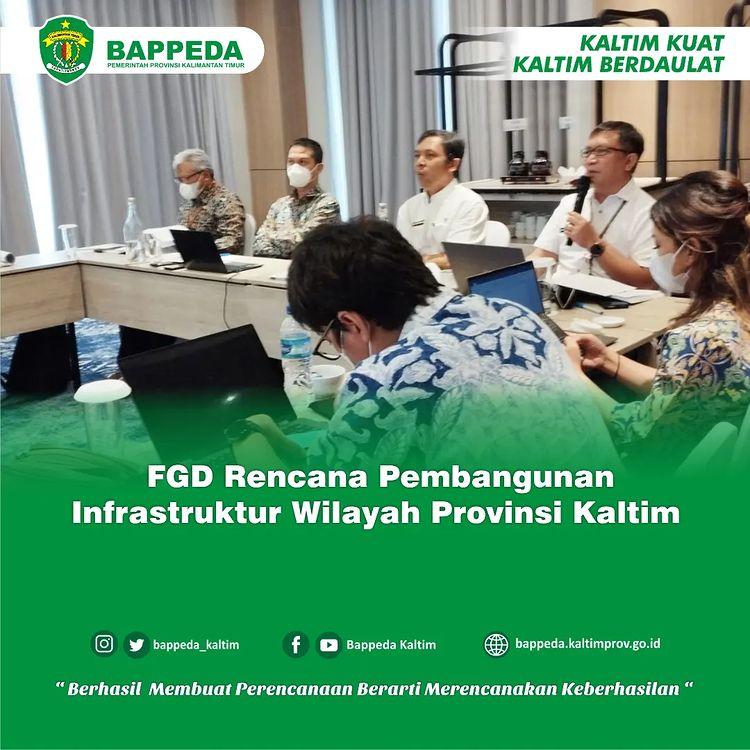 BAPPEDA
PEMERINTAH PROVINSI KALIMANTAN TIMUR
KALTIM KUAT
KALTIM BERDAULAT
FGD Rencana Pembangunan
Infrastruktur Wilayah Provinsi Kaltim
bappeda_kaltim
Bappeda Kaltim
bappeda.kaltimprov.go.id
“ Berhasil Membuat Perencanaan Berarti Merencanakan Keberhasilan “